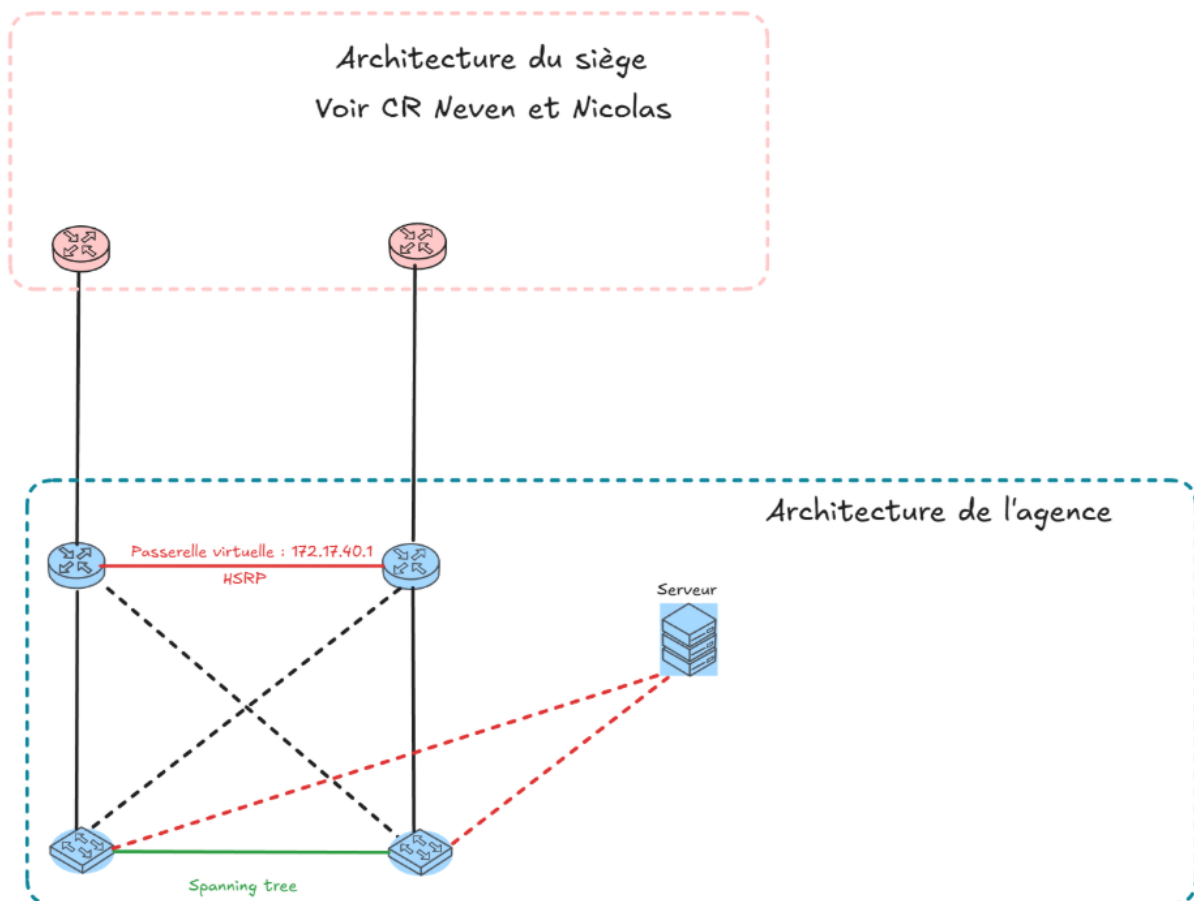 Architecture du siège
Voir CR Neven et Nicolas
Architecture de l'agence
Passerelle virtuelle : 172.17.40.1
HSRP
Serveur
Spanning tree